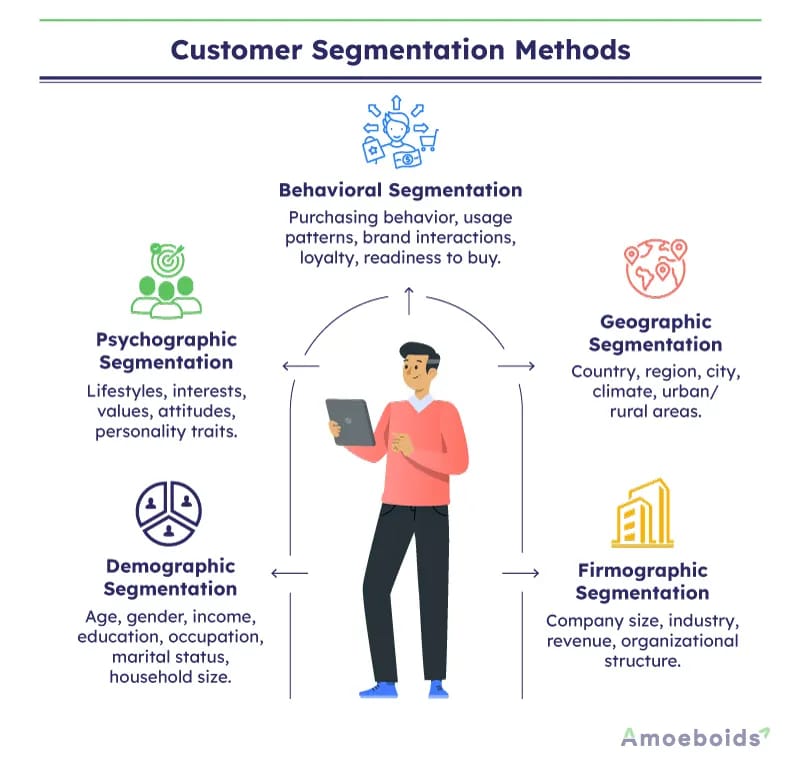 Customer Segmentation Methods
Behavioral Segmentation
Purchasing behavior, usage
patterns, brand interactions,
loyalty, readiness to buy.
Psychographic
Segmentation
Lifestyles, interests,
values, attitudes,
personality traits.
Geographic
Segmentation
Country, region, city,
climate, urban/
rural areas.
Demographic
Segmentation
Age, gender, income,
education, occupation,
marital status,
household size.
Firmographic
Segmentation
Company size, industry,
revenue, organizational
structure.
Amoeboids